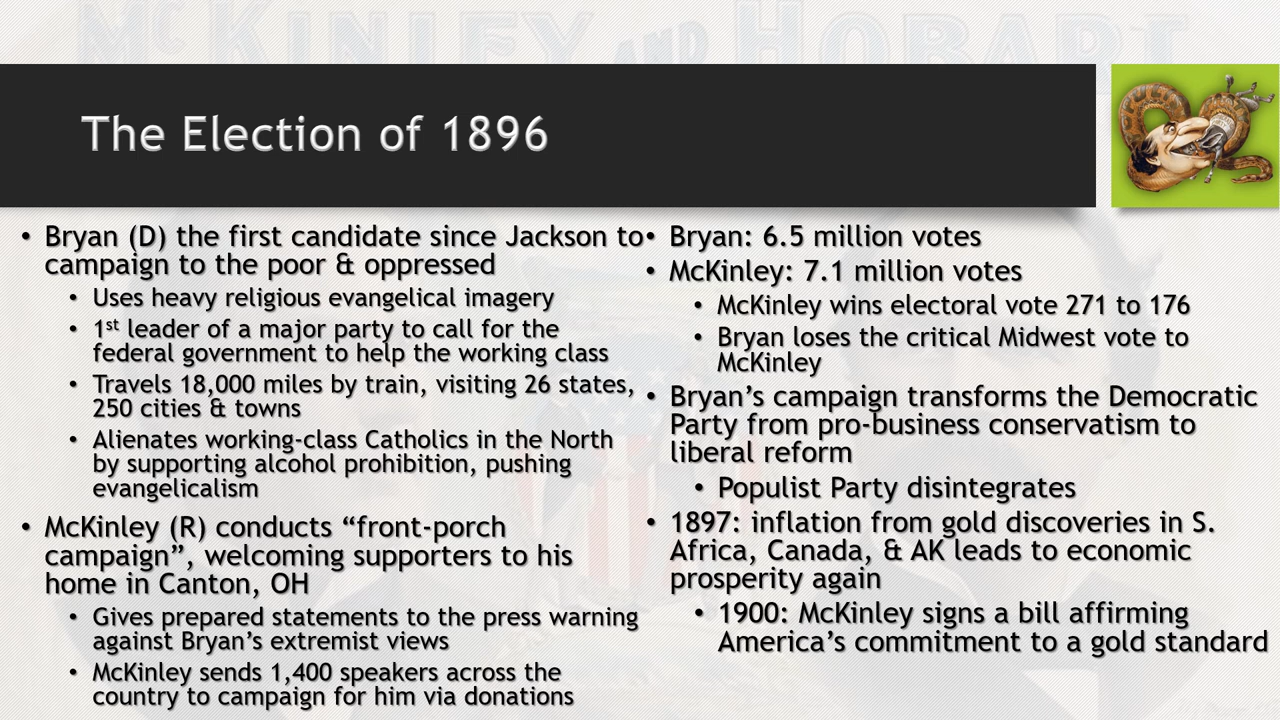 McKINLEY AND HOBART
The Election of 1896
• Bryan (D) the first candidate since Jackson to
campaign to the poor & oppressed
• Uses heavy religious evangelical imagery
• 1st leader of a major party to call for the
federal government to help the working class
• Travels 18,000 miles by train, visiting 26 states,
250 cities & towns
• Alienates working-class Catholics in the North
by supporting alcohol prohibition, pushing
evangelicalism
• McKinley (R) conducts “front-porch
campaign”, welcoming supporters to his
home in Canton, OH
• Gives prepared statements to the press warning
against Bryan’s extremist views
• McKinley sends 1,400 speakers across the
country to campaign for him via donations
• Bryan: 6.5 million votes
• McKinley: 7.1 million votes
• McKinley wins electoral vote 271 to 176
• Bryan loses the critical Midwest vote to
McKinley
• Bryan’s campaign transforms the Democratic
Party from pro-business conservatism to
liberal reform
• Populist Party disintegrates
• 1897: inflation from gold discoveries in S.
Africa, Canada, & AK leads to economic
prosperity again
• 1900: McKinley signs a bill affirming
America’s commitment to a gold standard